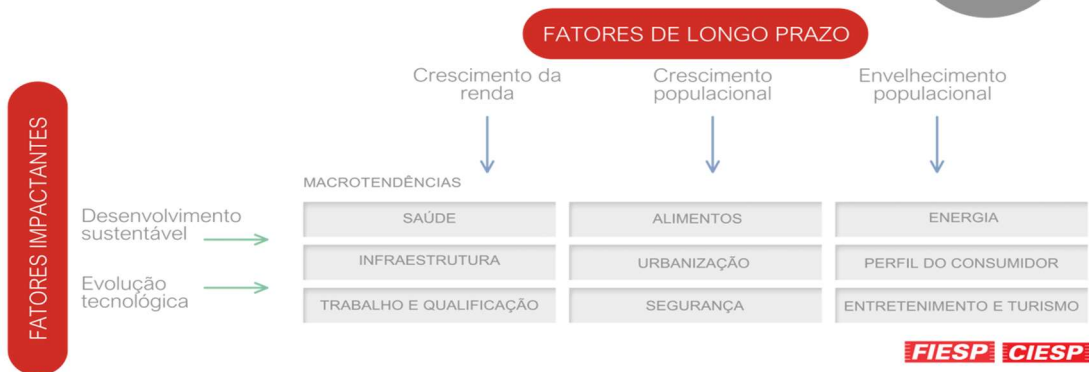 FATORES DE LONGO PRAZO
Crescimento da
renda
Crescimento
populacional
Envelhecimento
populacional
FATORES IMPACTANTES
Desenvolvimento
sustentável
Evolução
tecnológica
MACROTENDÊNCIAS
SAÚDE
ALIMENTOS
ENERGIA
INFRAESTRUTURA
URBANIZAÇÃO
PERFIL DO CONSUMIDOR
TRABALHO E QUALIFICAÇÃO
SEGURANÇA
ENTRETENIMENTO E TURISMO
FIESP CIESP